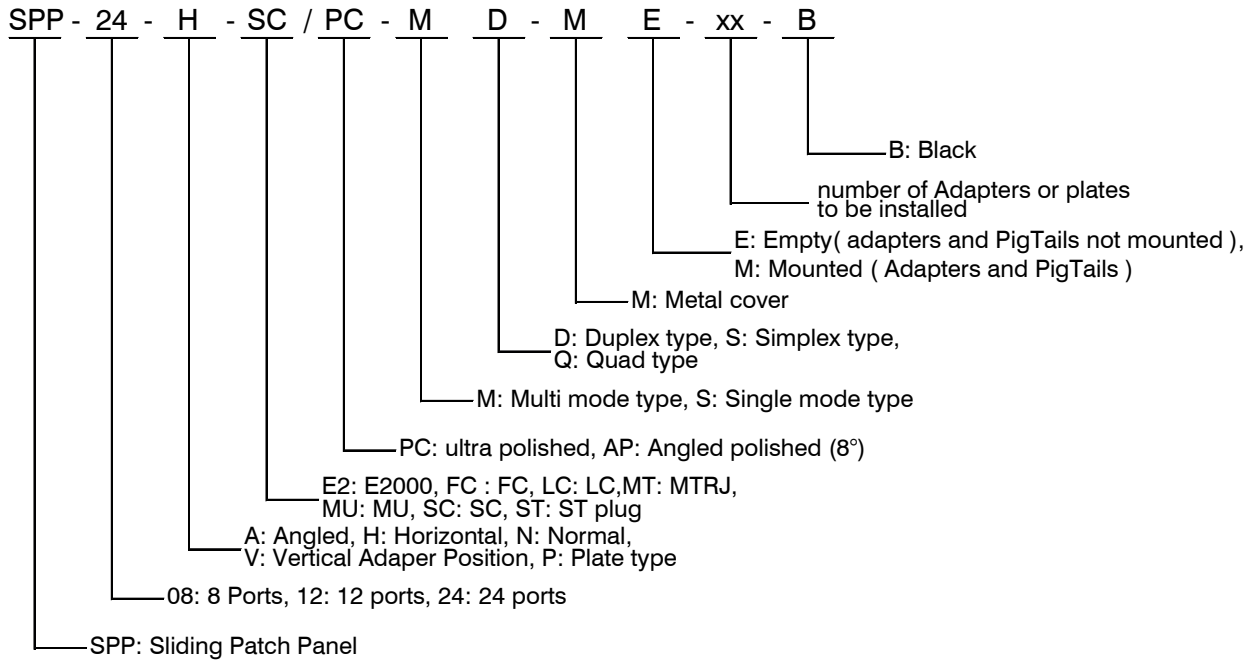 SPP - 24 - H - SC / PC - M D - M E - xx - B
B: Black
number of Adapters or plates
to be installed
E: Empty( adapters and PigTails not mounted ),
M: Mounted ( Adapters and PigTails )
M: Metal cover
D: Duplex type, S: Simplex type,
Q: Quad type
M: Multi mode type, S: Single mode type
PC: ultra polished, AP: Angled polished (8°)
E2: E2000, FC : FC, LC: LC,MT: MTRJ,
MU: MU, SC: SC, ST: ST plug
A: Angled, H: Horizontal, N: Normal,
V: Vertical Adaper Position, P: Plate type
08: 8 Ports, 12: 12 ports, 24: 24 ports
SPP: Sliding Patch Panel